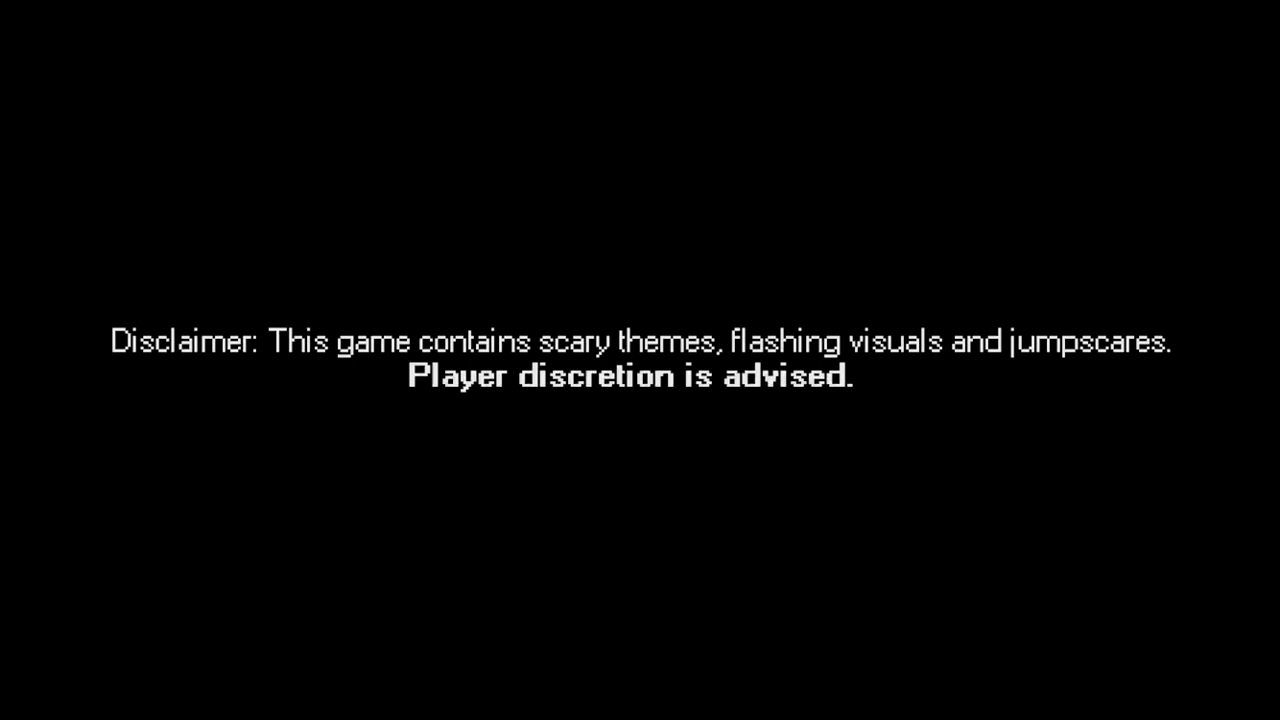 Disclaimer: This game contains scary themes, flashing visuals and jumpscares.
Player discretion is advised.